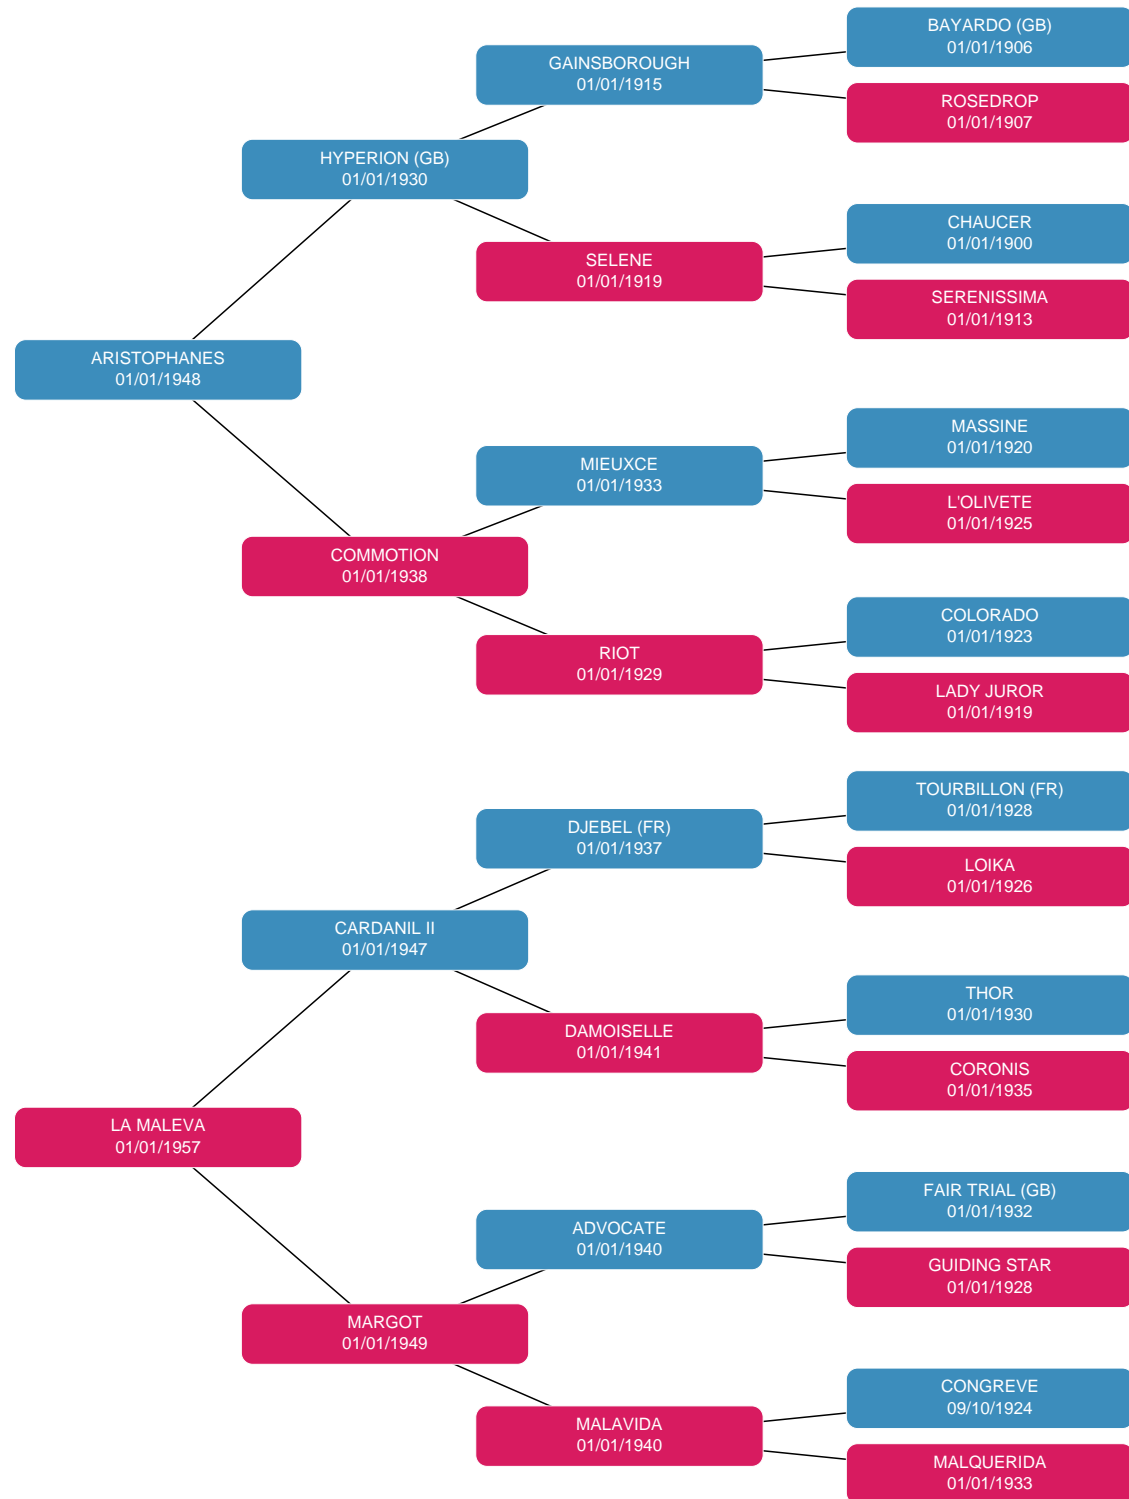 BAYARDO (GB)
01/01/1906
GAINSBOROUGH
01/01/1915
ROSEDROP
01/01/1907
HYPERION (GB)
01/01/1930
CHAUCER
01/01/1900
SELENE
01/01/1919
SERENISSIMA
01/01/1913
ARISTOPHANES
01/01/1948
MASSINE
01/01/1920
MIEUXCE
01/01/1933
L'OLIVETE
01/01/1925
COMMOTION
01/01/1938
COLORADO
01/01/1923
RIOT
01/01/1929
LADY JUROR
01/01/1919
TOURBILLON (FR)
01/01/1928
DJEBEL (FR)
01/01/1937
LOIKA
01/01/1926
CARDANIL II
01/01/1947
THOR
01/01/1930
DAMOISELLE
01/01/1941
CORONIS
01/01/1935
LA MALEVA
01/01/1957
FAIR TRIAL (GB)
01/01/1932
ADVOCATE
01/01/1940
GUIDING STAR
01/01/1928
MARGOT
01/01/1949
CONGREVE
09/10/1924
MALAVIDA
01/01/1940
MALQUERIDA
01/01/1933